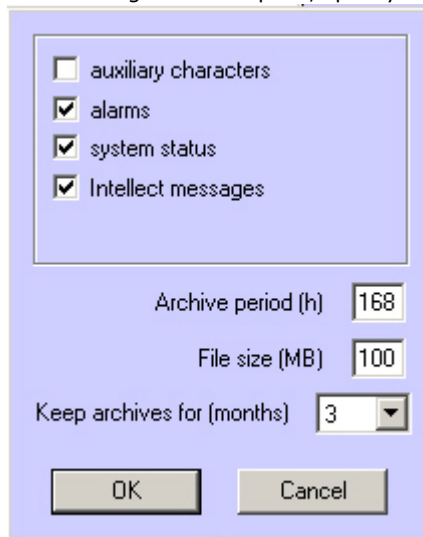 auxiliary characters
alarms
system status
Intellect messages
Archive period (h) 168
File size (MB) 100
Keep archives for (months) 3
OK Cancel